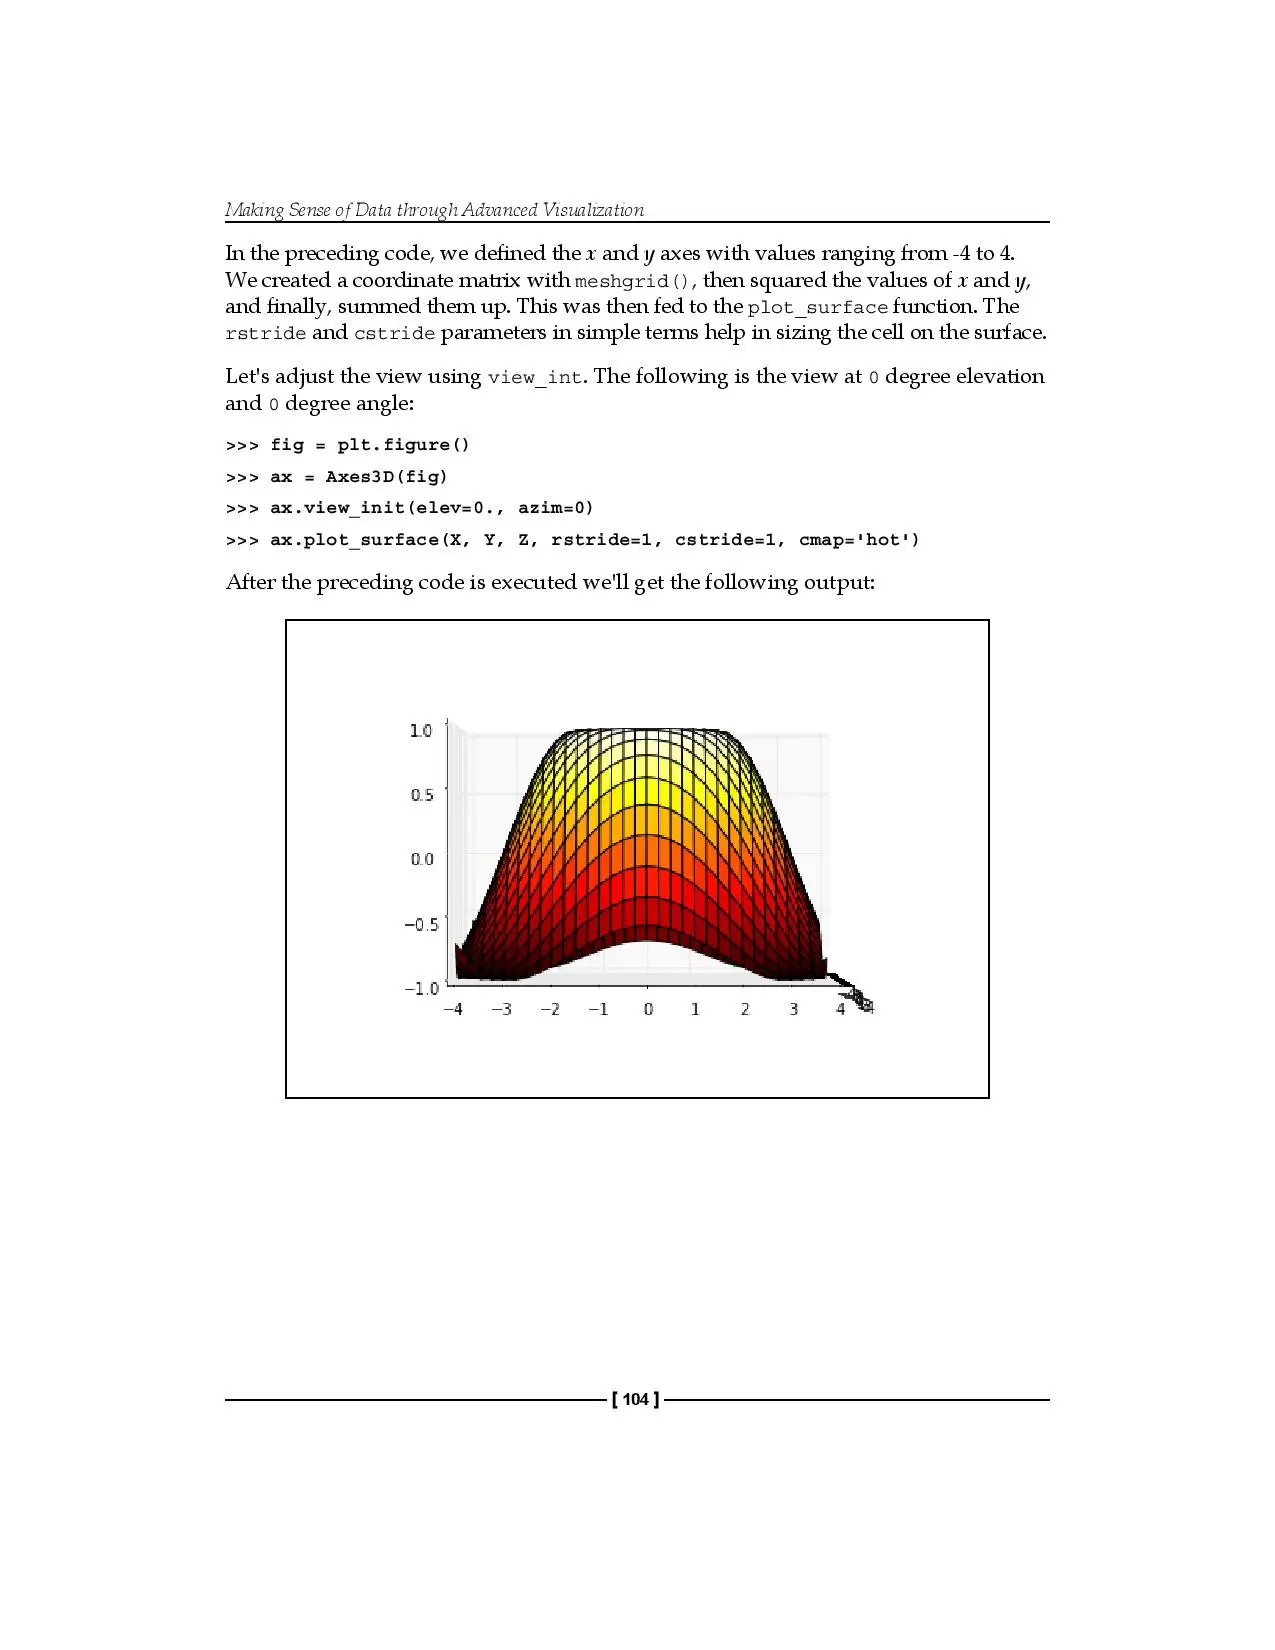 Making Sense of Data through Advanced Visualization
In the preceding code, we defined the x and y axes with values ranging from -4 to 4.
We created a coordinate matrix with meshgrid(), then squared the values of x and y,
and finally, summed them up. This was then fed to the plot_surface function. The
rstride and cstride parameters in simple terms help in sizing the cell on the surface.
Let's adjust the view using view_int. The following is the view at 0 degree elevation
and 0 degree angle:
>>> fig = plt.figure()
>>> ax = Axes3D(fig)
>>> ax.view_init(elev=0., azim=0)
>>> ax.plot_surface(X, Y, Z, rstride=1, cstride=1, cmap='hot')
After the preceding code is executed we'll get the following output:
1.0
0.5
0.0
−0.5
−1.0
−4 −3 −2 −1 0 1 2 3 4
[ 104 ]